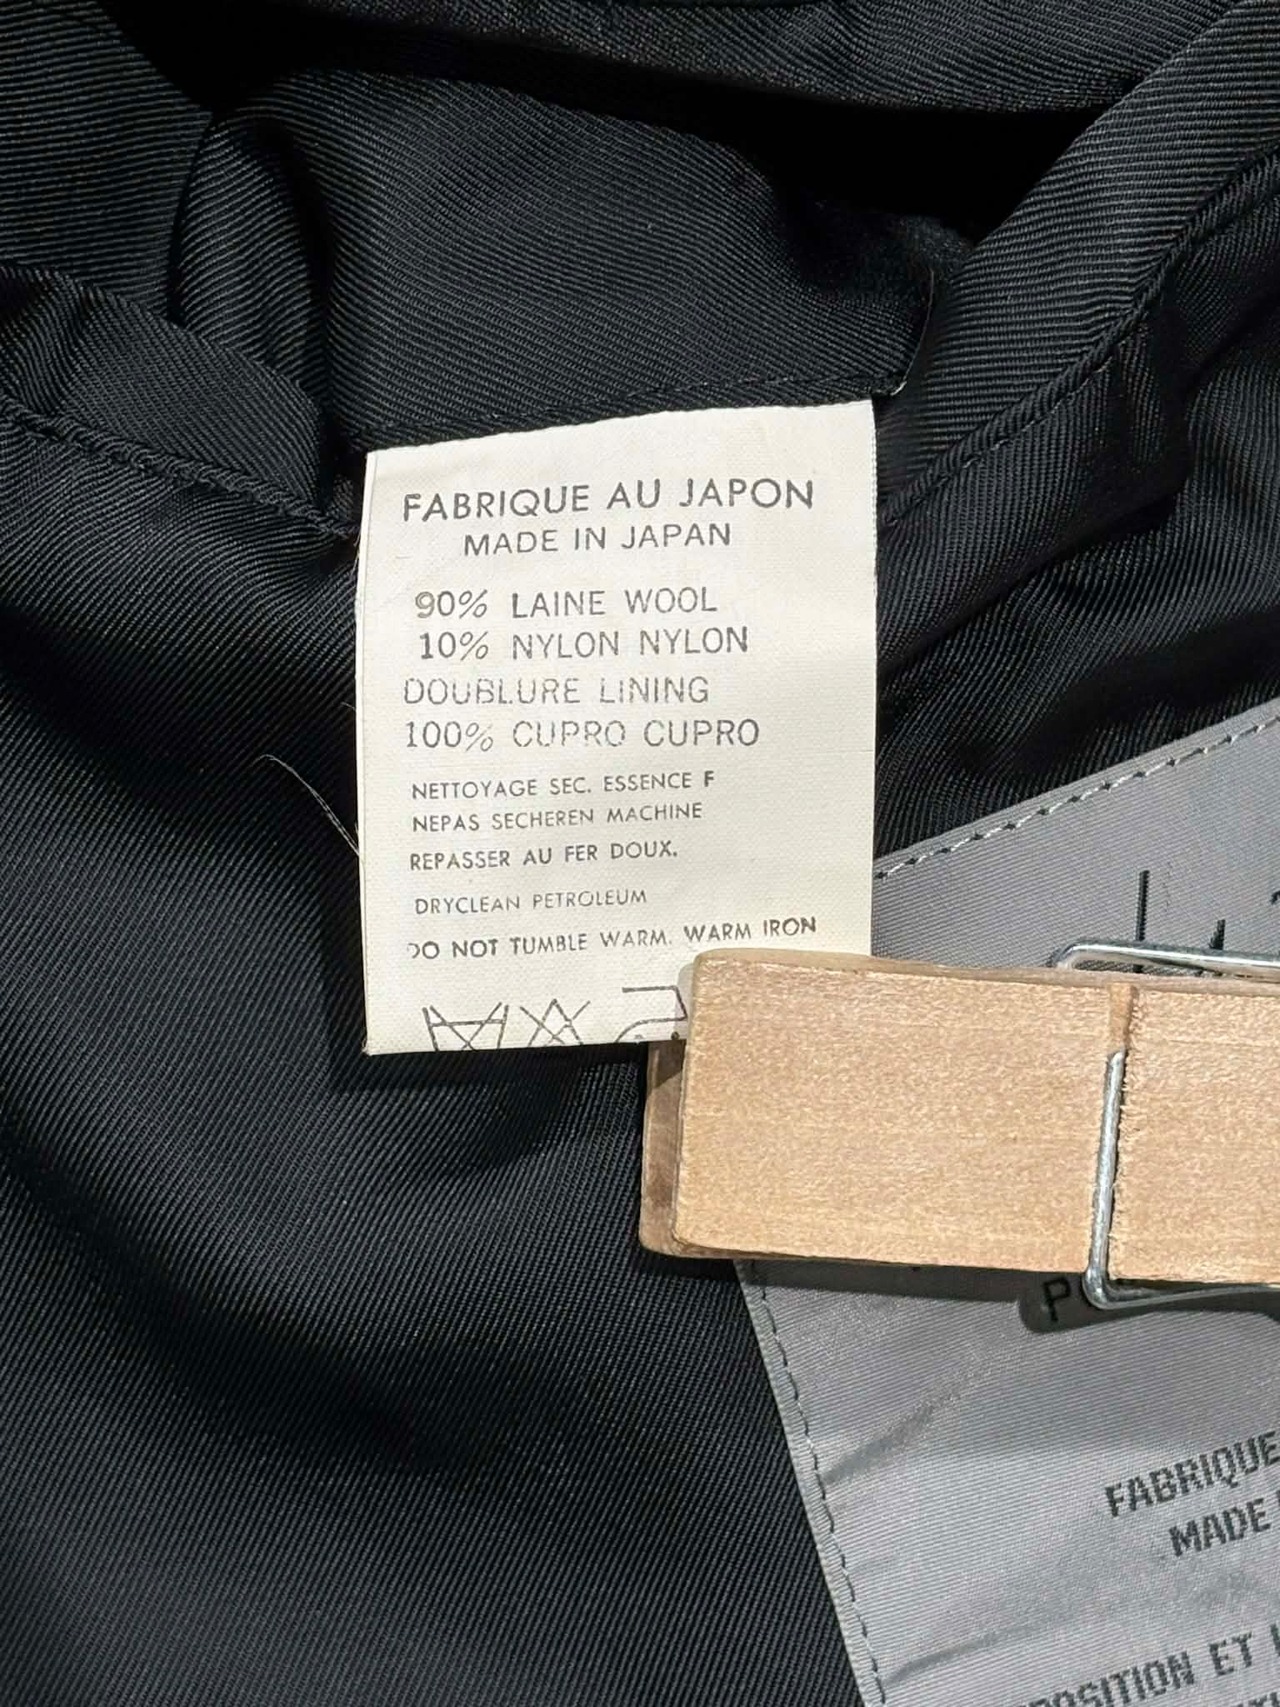 FABRIQUE AU JAPON
MADE IN JAPAN
90% LAINE WOOL
10% NYLON NYLON
DOUBLURE LINING
100% CUPRO CUPRO
NETTOYAGE SEC. ESSENCE F
NEPAS SECHEREN MACHINE
REPASSER AU FER DOUX.
DRYCLEAN PETROLEUM
DO NOT TUMBLE WARM. WARM IRON
FABRIQUE
MADE
ET